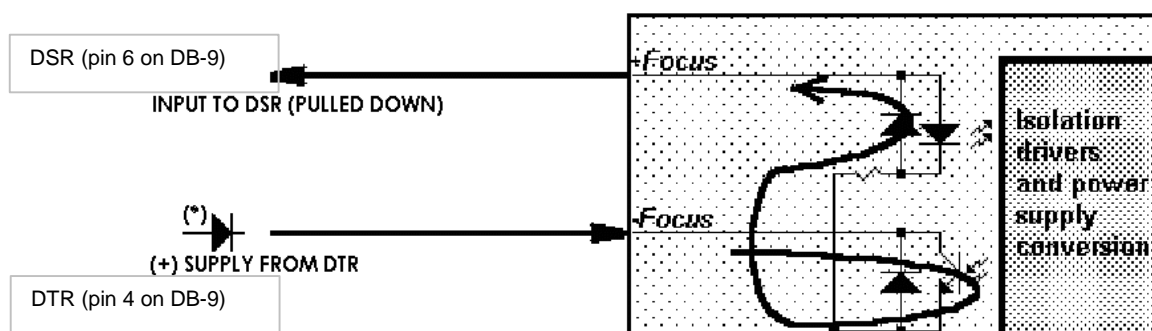 DSR (pin 6 on DB-9)
INPUT TO DSR (PULLED DOWN)
+Focus
Isolation
drivers
and power
supply
conversion
(*)
-Focus
(+) SUPPLY FROM DTR
DTR (pin 4 on DB-9)